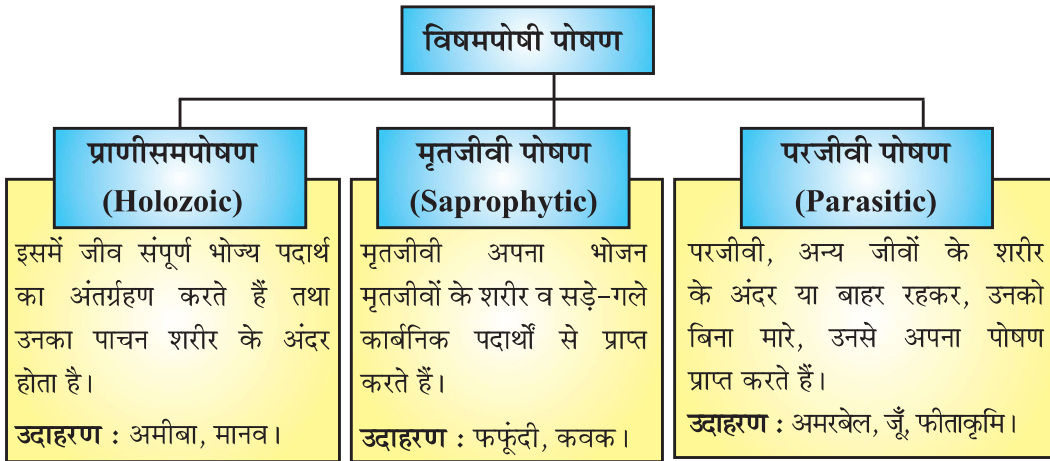 विषमपोषी पोषण
प्राणीसमपोषण
(Holozoic)
इसमें जीव संपूर्ण भोज्य पदार्थ
का अंतर्ग्रहण करते हैं तथा
उनका पाचन शरीर के अंदर
होता है।
उदाहरण : अमीबा, मानव।
मृतजीवी पोषण
(Saprophytic)
मृतजीवी अपना भोजन
मृतजीवों के शरीर व सड़े-गले
कार्बनिक पदार्थों से प्राप्त
करते हैं।
उदाहरण : फफूंदी, कवक।
परजीवी पोषण
(Parasitic)
परजीवी, अन्य जीवों के शरीर
के अंदर या बाहर रहकर, उनको
बिना मारे, उनसे अपना पोषण
प्राप्त करते हैं।
उदाहरण : अमरबेल, जूँ, फीताकृमि।